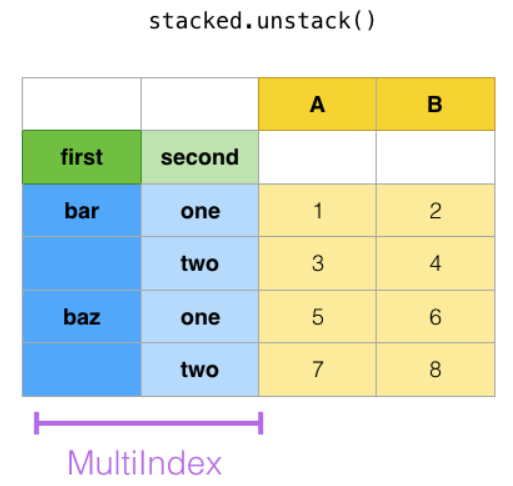 stacked.unstack()
A B
first second
bar one 1 2
two 3 4
baz one 5 6
two 7 8
MultiIndex